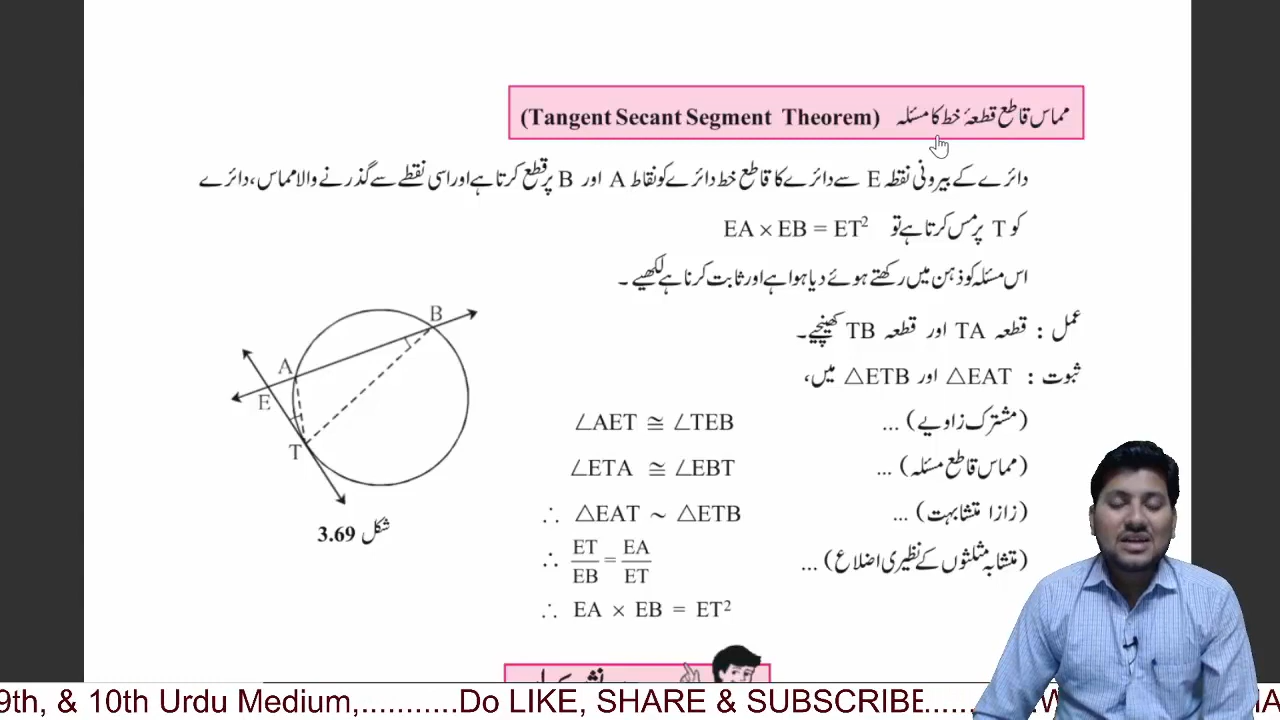 مماس قاطع قطعۂ خط کا مسئلہ (Tangent Secant Segment Theorem)
دائرے کے بیرونی نقطہ E سے دائرے کا قاطع خط دائرے کو نقاط A اور B پر قطع کرتا ہے اور اسی نقطے سے گذرنے والا مماس، دائرے
کو T پر مس کرتا ہے تو EA × EB = ET²
اس مسئلہ کو ذہن میں رکھتے ہوئے دیا ہوا ہے اور ثابت کرنا ہے لکھیے۔
عمل : قطعہ TA اور قطعہ TB کھینچیے۔
ثبوت : △EAT اور △ETB میں،
∠AET ≅ ∠TEB ... (مشترک زاویے)
∠ETA ≅ ∠EBT ... (مماس قاطع مسئلہ)
∴ △EAT ~ △ETB ... (زازا متشابہت)
∴ ET/EB = EA/ET ... (متشابہ مثلثوں کے نظیری اضلاع)
∴ EA × EB = ET²
B
A
E
T
شکل 3.69
9th, & 10th Urdu Medium,...........Do LIKE, SHARE & SUBSCRIBE......